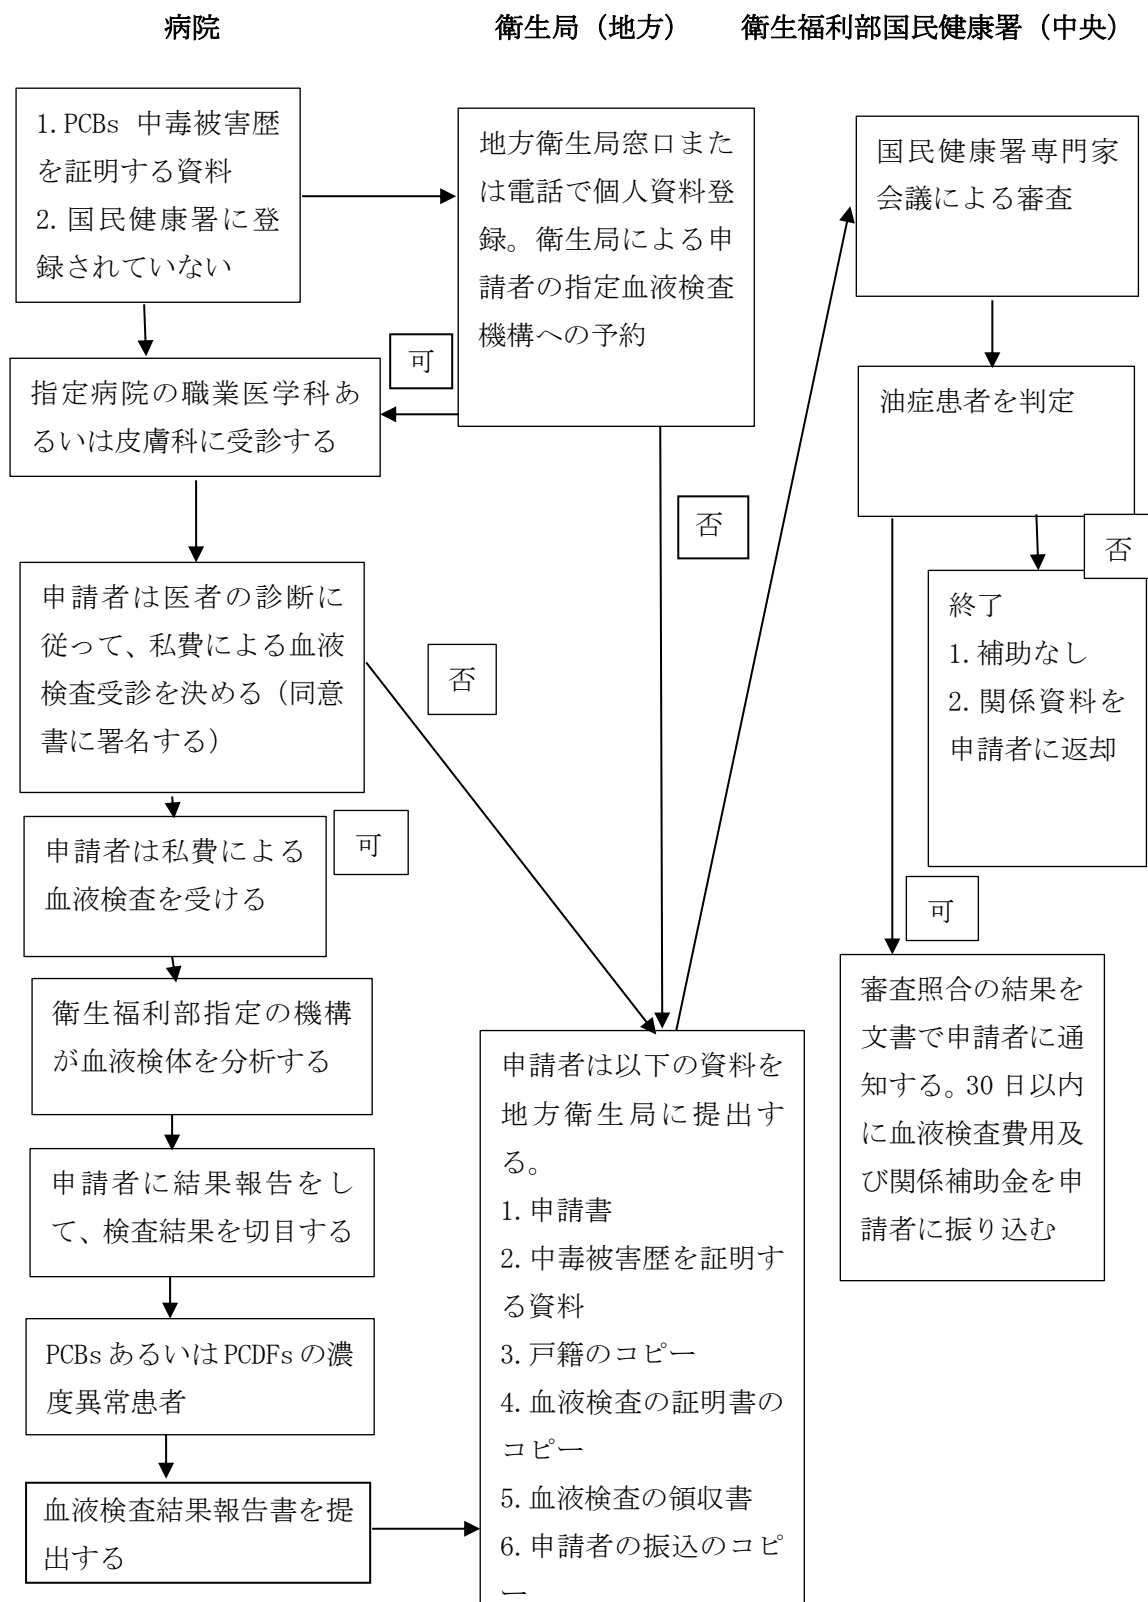 病院
衛生局（地方）
衛生福利部国民健康署（中央）
1.PCBs 中毒被害歴
を証明する資料
2.国民健康署に登
録されていない
地方衛生局窓口また
は電話で個人資料登
録。衛生局による申
請者の指定血液検査
機構への予約
国民健康署専門家
会議による審査
可
指定病院の職業医学科あ
るいは皮膚科に受診する
油症患者を判定
否
否
申請者は医者の診断に
従って、私費による血液
検査受診を決める（同意
書に署名する）
否
終了
1.補助なし
2.関係資料を
申請者に返却
可
申請者は私費による
血液検査を受ける
可
衛生福利部指定の機構
が血液検体を分析する
申請者に結果報告をし
て、検査結果を切目する
PCBsあるいはPCDFsの濃
度異常患者
血液検査結果報告書を提
出する
申請者は以下の資料を
地方衛生局に提出す
る。
1.申請書
2.中毒被害歴を証明す
る資料
3.戸籍のコピー
4.血液検査の証明書の
コピー
5.血液検査の領収書
6.申請者の振込のコピ
ー
審査照合の結果を
文書で申請者に通
知する。30日以内
に血液検査費用及
び関係補助金を申
請者に振り込む